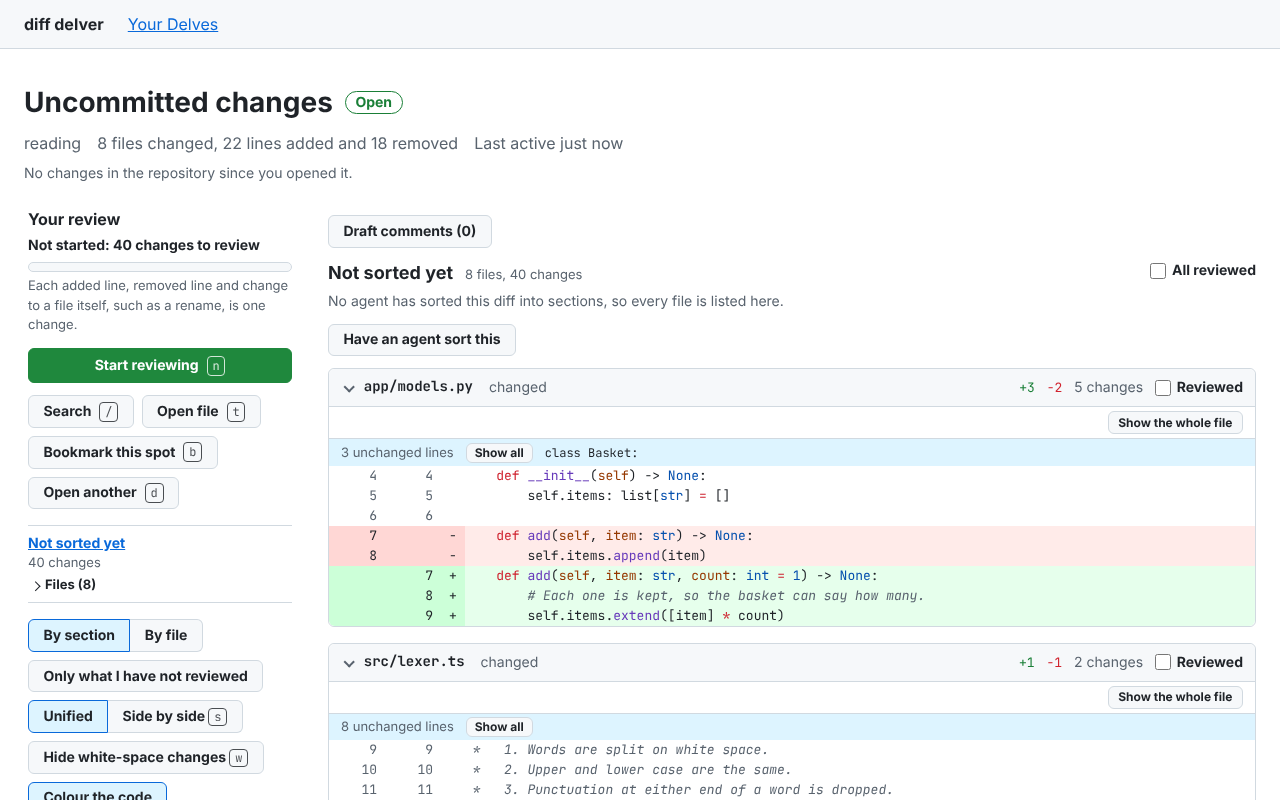 diff delver Your Delves
Uncommitted changes Open
reading 8 files changed, 22 lines added and 18 removed Last active just now
No changes in the repository since you opened it.
Your review
Not started: 40 changes to review
Each added line, removed line and change
to a file itself, such as a rename, is one
change.
Start reviewing n
Search / Open file t
Bookmark this spot b
Open another d
Not sorted yet
40 changes
Files (8)
By section By file
Only what I have not reviewed
Unified Side by side s
Hide white-space changes w
Colour the code
Draft comments (0)
Not sorted yet 8 files, 40 changes All reviewed
No agent has sorted this diff into sections, so every file is listed here.
Have an agent sort this
app/models.py changed +3 -2 5 changes Reviewed
Show the whole file
3 unchanged lines Show all class Basket:
4 4 def __init__(self) -> None:
5 5 self.items: list[str] = []
6 6
7 - def add(self, item: str) -> None:
8 - self.items.append(item)
7 + def add(self, item: str, count: int = 1) -> None:
8 + # Each one is kept, so the basket can say how many.
9 + self.items.extend([item] * count)
src/lexer.ts changed +1 -1 2 changes Reviewed
Show the whole file
8 unchanged lines Show all
9 9 * 1. Words are split on white space.
10 10 * 2. Upper and lower case are the same.
11 11 * 3. Punctuation at either end of a word is dropped.